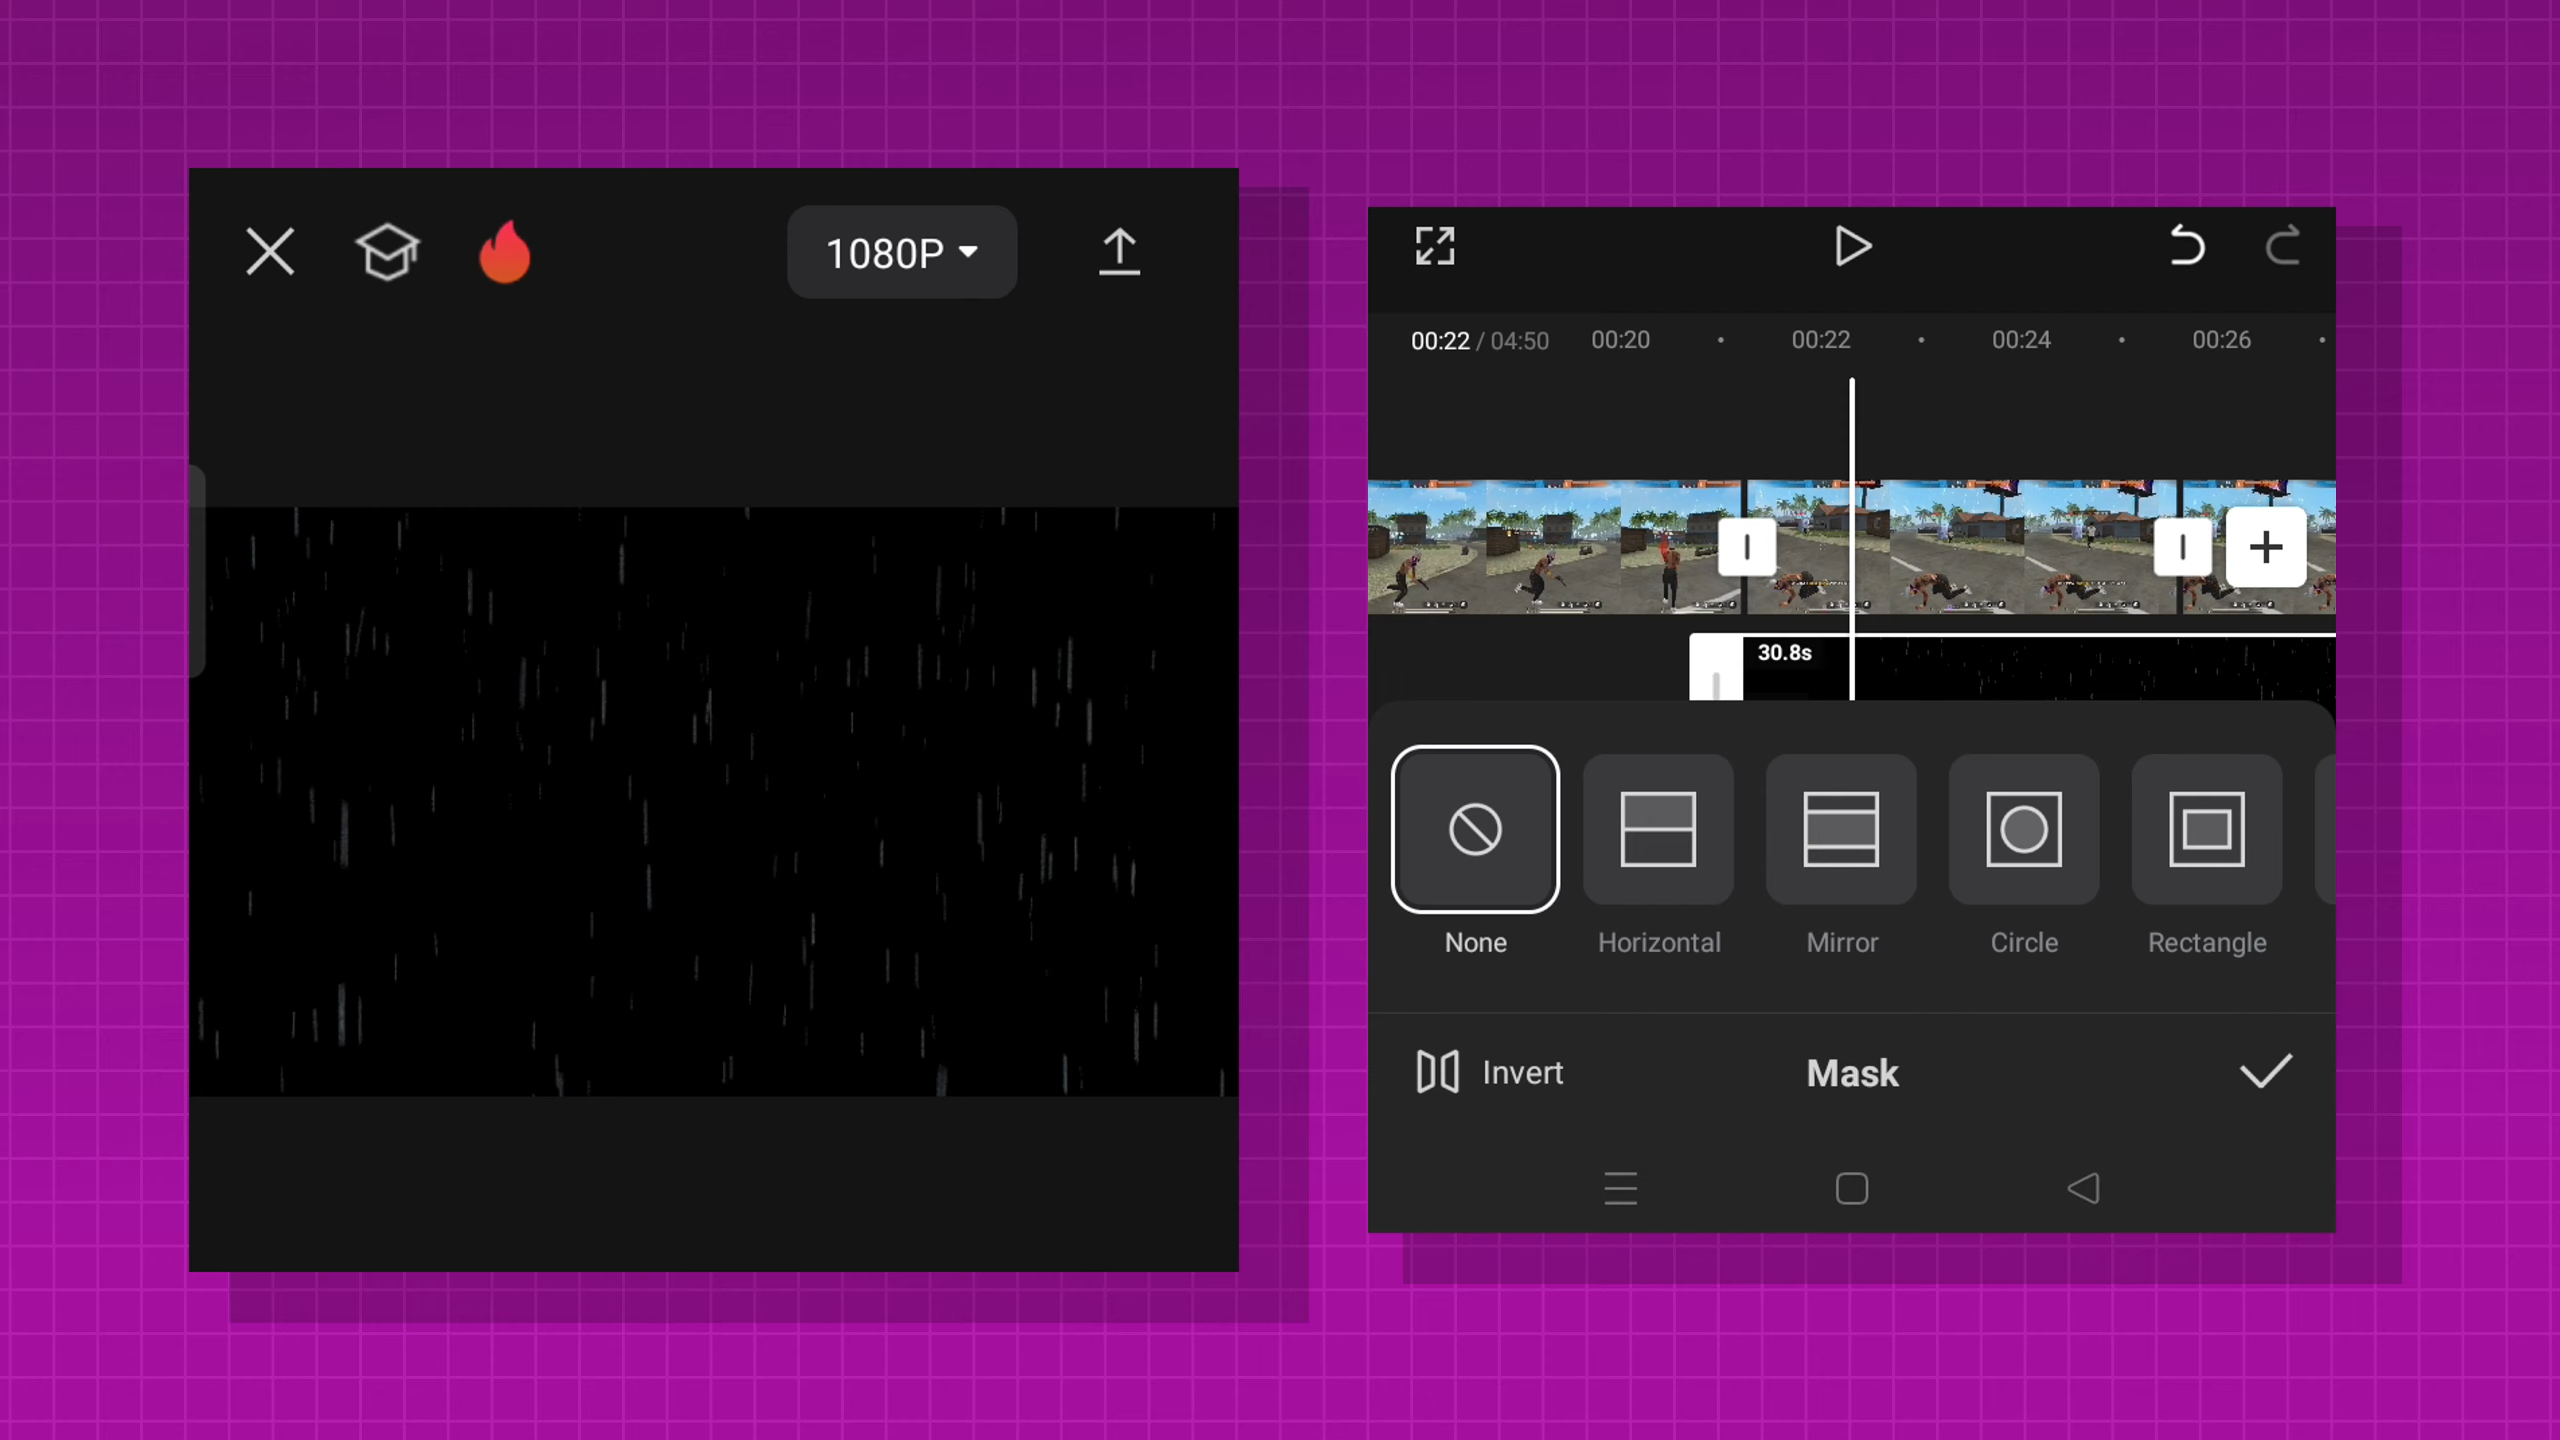 1080P
00:22 / 04:50 00:20 00:22 00:24 00:26
30.8s
None Horizontal Mirror Circle Rectangle
Invert Mask